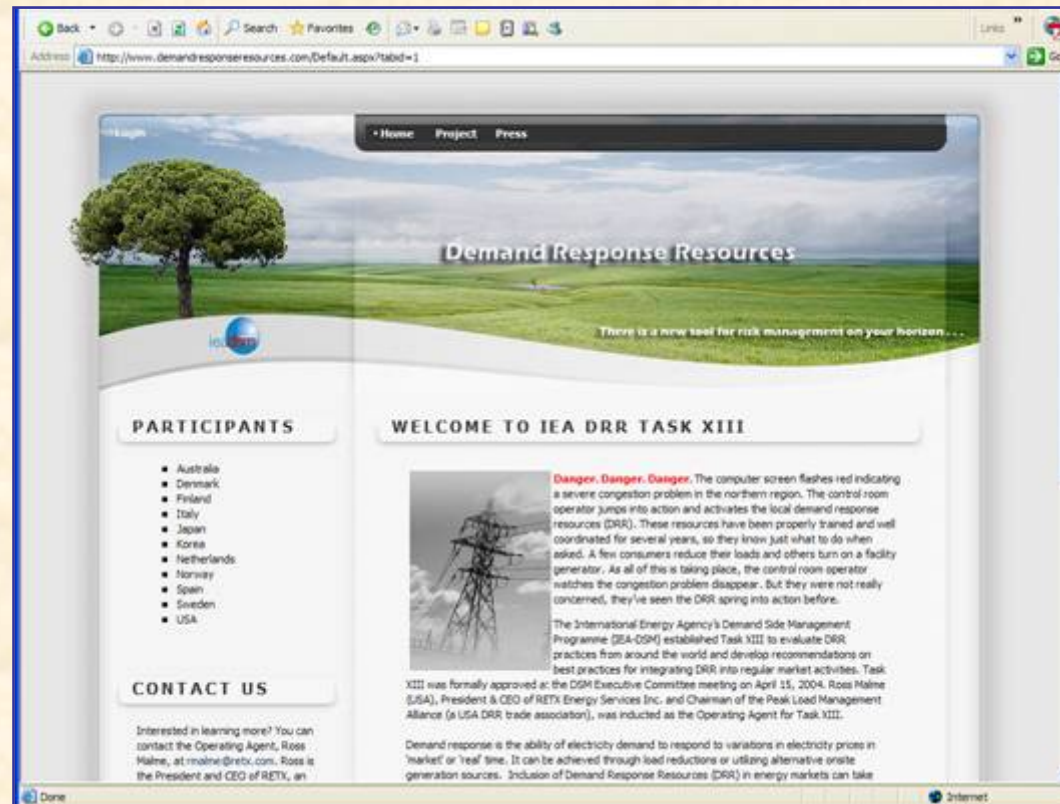 Back Search Favorites Links
Address http://www.demandresponseresources.com/Default.aspx?tabid=1 Go
Login
Home Project Press
Demand Response Resources
There is a new tool for risk management on your horizon . . .
ieadsm
PARTICIPANTS
Australia
Denmark
Finland
Italy
Japan
Korea
Netherlands
Norway
Spain
Sweden
USA
CONTACT US
Interested in learning more? You can
contact the Operating Agent, Ross
Malme, at rmalme@retx.com. Ross is
the President and CEO of RETX, an
WELCOME TO IEA DRR TASK XIII
Danger. Danger. Danger. The computer screen flashes red indicating
a severe congestion problem in the northern region. The control room
operator jumps into action and activates the local demand response
resources (DRR). These resources have been properly trained and well
coordinated for several years, so they know just what to do when
asked. A few consumers reduce their loads and others turn on a facility
generator. As all of this is taking place, the control room operator
watches the congestion problem disappear. But they were not really
concerned, they've seen the DRR spring into action before.
The International Energy Agency's Demand Side Management
Programme (IEA-DSM) established Task XIII to evaluate DRR
practices from around the world and develop recommendations on
best practices for integrating DRR into regular market activities. Task
XIII was formally approved at the DSM Executive Committee meeting on April 15, 2004. Ross Malme
(USA), President & CEO of RETX Energy Services Inc. and Chairman of the Peak Load Management
Alliance (a USA DRR trade association), was inducted as the Operating Agent for Task XIII.
Demand response is the ability of electricity demand to respond to variations in electricity prices in
'market' or 'real' time. It can be achieved through load reductions or utilizing alternative onsite
generation sources. Inclusion of Demand Response Resources (DRR) in energy markets can take
Done Internet